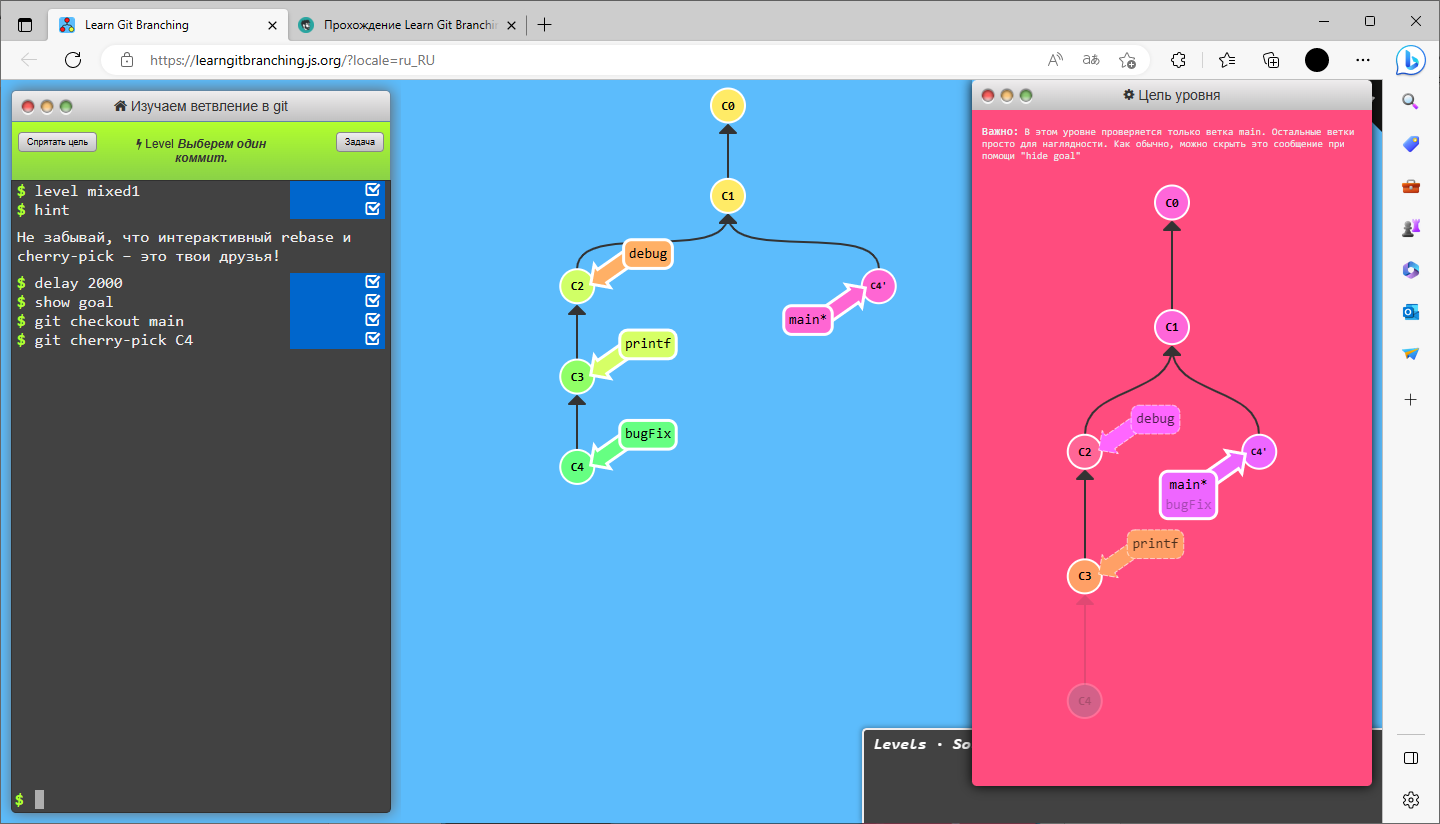 Learn Git Branching
Прохождение Learn Git Branchi
https://learngitbranching.js.org/?locale=ru_RU
Изучаем ветвление в git
Спрятать цель
Level Выберем один коммит.
Задача
$ level mixed1
$ hint
Не забывай, что интерактивный rebase и
cherry-pick – это твои друзья!
$ delay 2000
$ show goal
$ git checkout main
$ git cherry-pick C4
$
C0
C1
debug
C2
C4'
main*
printf
C3
bugFix
C4
Levels · So
Цель уровня
Важно: В этом уровне проверяется только ветка main. Остальные ветки
просто для наглядности. Как обычно, можно скрыть это сообщение при
помощи "hide goal"
C0
C1
debug
C2
C4'
main*
bugFix
printf
C3
C4